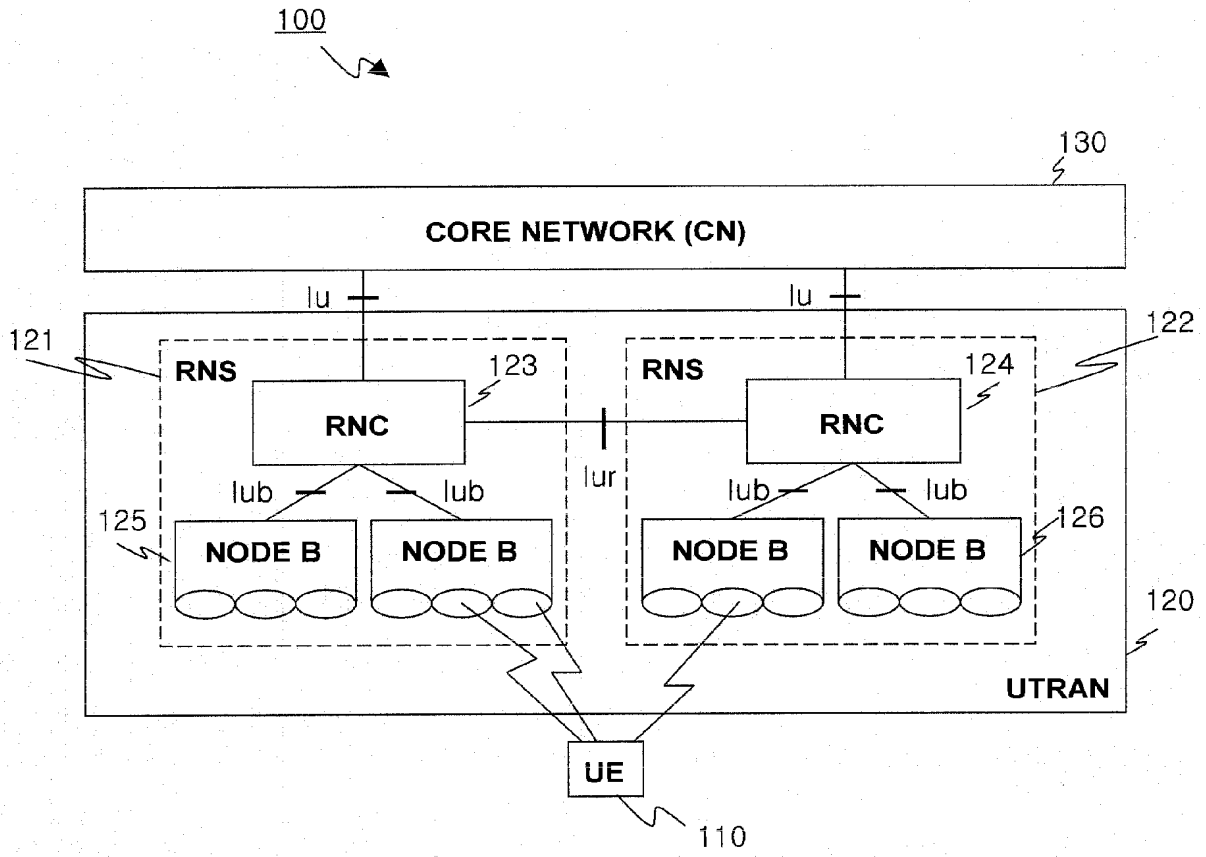 100
130
CORE NETWORK (CN)
Iu
Iu
121
122
RNS
123
RNS
124
RNC
RNC
Iur
Iub
Iub
Iub
Iub
125
126
NODE B
NODE B
NODE B
NODE B
120
UTRAN
UE
110